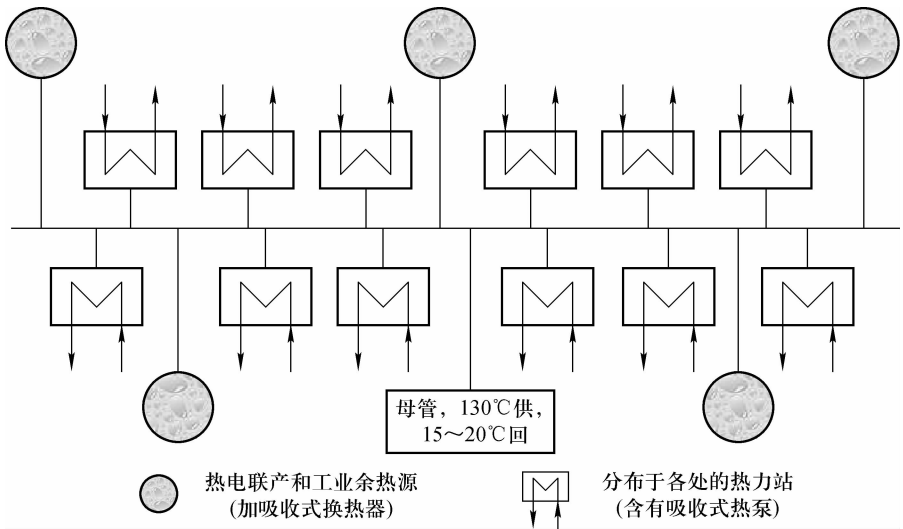 母管，130℃供，
15～20℃回
热电联产和工业余热源
(加吸收式换热器)
分布于各处的热力站
(含有吸收式热泵)